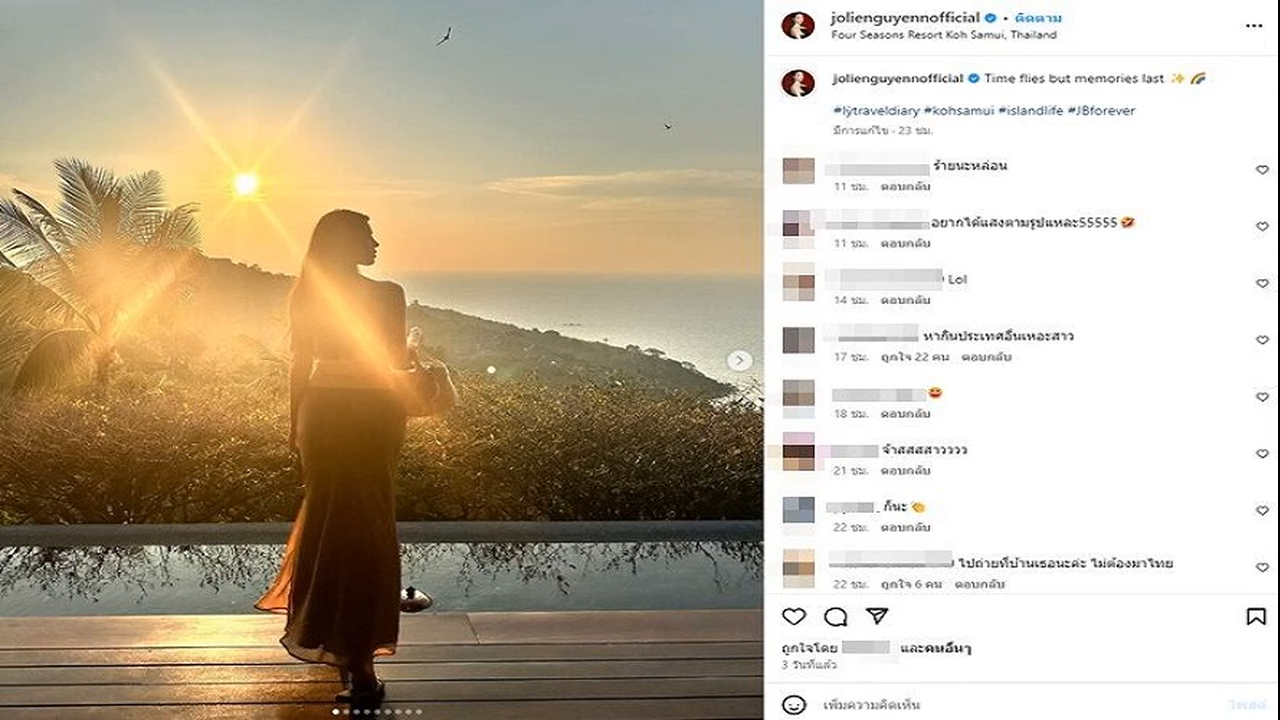 jolienguyennofficial • ติดตาม
Four Seasons Resort Koh Samui, Thailand
jolienguyennofficial Time flies but memories last ✨ 🌈
#lýtraveldiary #kohsamui #islandlife #JBforever
มีการแก้ไข · 23 ชม.
ร้ายนะหล่อน
11 ชม. ตอบกลับ
อยากได้แสงตามรูปแหละ55555 🤣
11 ชม. ตอบกลับ
Lol
14 ชม. ตอบกลับ
หากินประเทศอื่นเหอะสาว
17 ชม. ถูกใจ 22 คน ตอบกลับ
😆
18 ชม. ตอบกลับ
จ้าสสสสาวววว
21 ชม. ตอบกลับ
ก็นะ 👏
22 ชม. ตอบกลับ
ไปถ่ายที่บ้านเธอนะค่ะ ไม่ต้องมาไทย
22 ชม. ถูกใจ 6 คน ตอบกลับ
ถูกใจโดย และคนอื่นๆ
3 วันที่แล้ว
เพิ่มความคิดเห็น
โพสต์